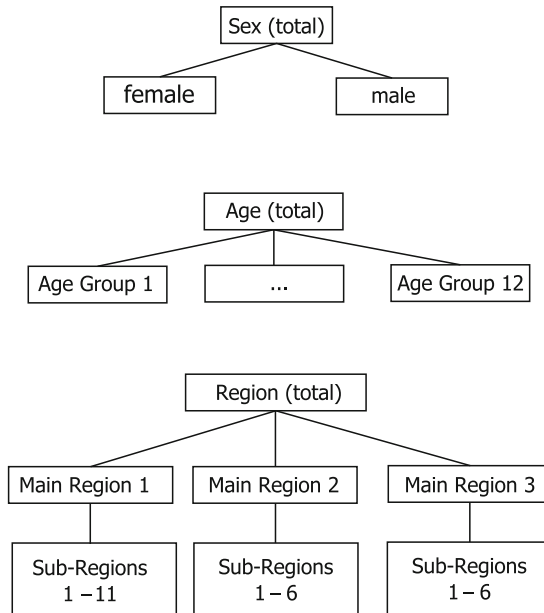 Sex (total)
female
male
Age (total)
Age Group 1
...
Age Group 12
Region (total)
Main Region 1
Main Region 2
Main Region 3
Sub-Regions
1 – 11
Sub-Regions
1 – 6
Sub-Regions
1 – 6